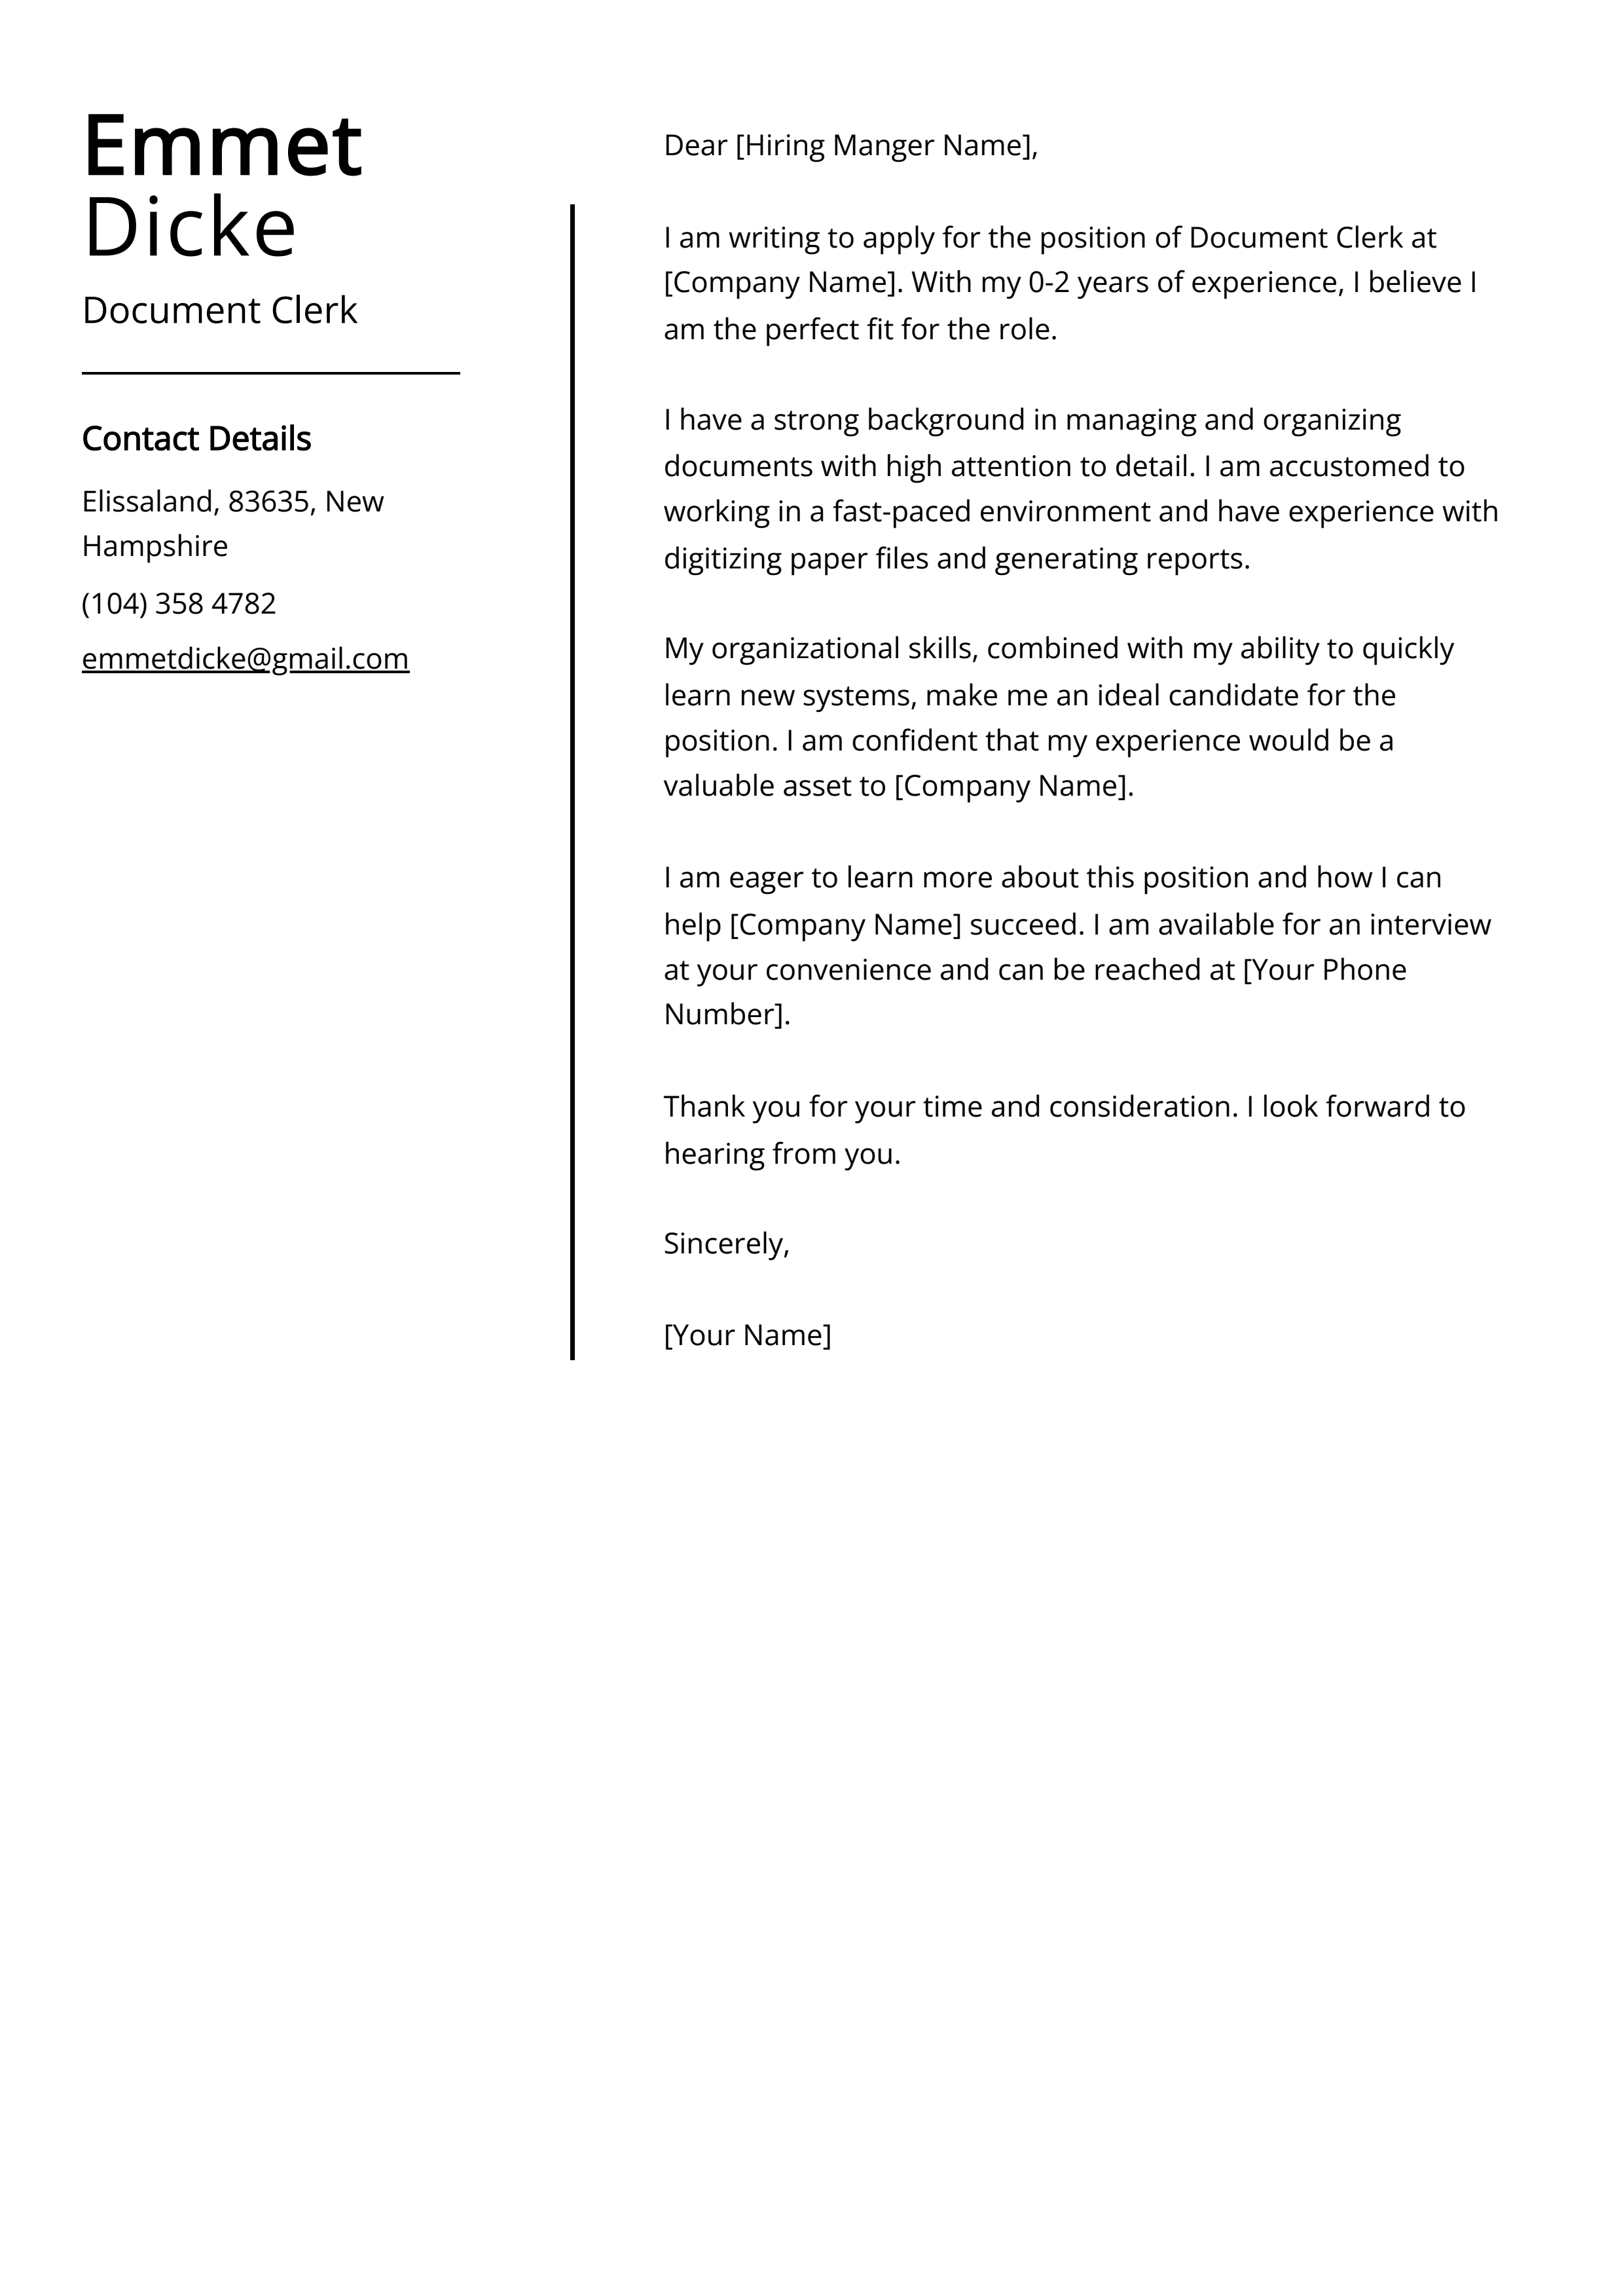 Emmet
Dicke
Document Clerk
Contact Details
Elissaland, 83635, New
Hampshire
(104) 358 4782
emmetdicke@gmail.com
Dear [Hiring Manger Name],
I am writing to apply for the position of Document Clerk at
[Company Name]. With my 0-2 years of experience, I believe I
am the perfect fit for the role.
I have a strong background in managing and organizing
documents with high attention to detail. I am accustomed to
working in a fast-paced environment and have experience with
digitizing paper files and generating reports.
My organizational skills, combined with my ability to quickly
learn new systems, make me an ideal candidate for the
position. I am confident that my experience would be a
valuable asset to [Company Name].
I am eager to learn more about this position and how I can
help [Company Name] succeed. I am available for an interview
at your convenience and can be reached at [Your Phone
Number].
Thank you for your time and consideration. I look forward to
hearing from you.
Sincerely,
[Your Name]